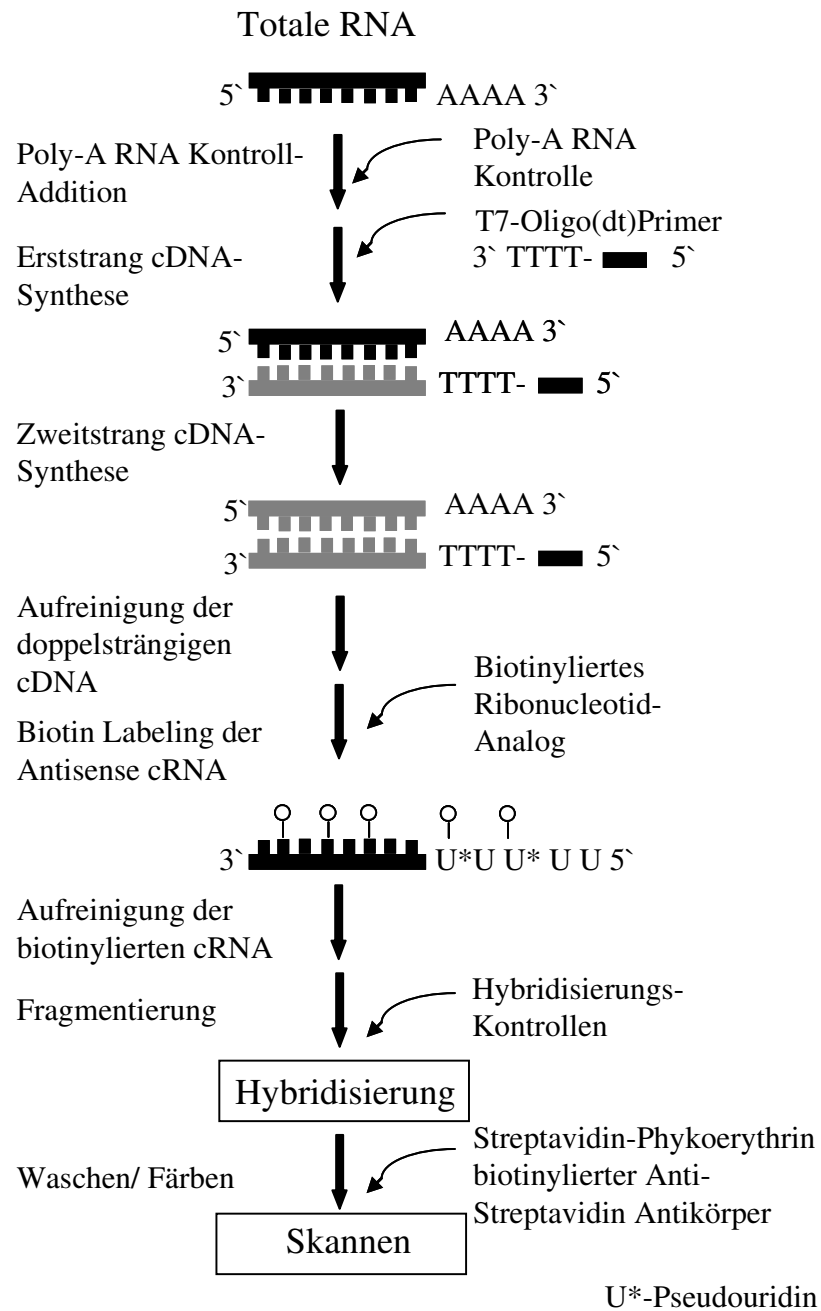 Totale RNA
5` AAAA 3`
Poly-A RNA Kontroll-
Addition
Poly-A RNA
Kontrolle
T7-Oligo(dt)Primer
3` TTTT- 5`
Erststrang cDNA-
Synthese
5` AAAA 3`
3` TTTT- 5`
Zweitstrang cDNA-
Synthese
5` AAAA 3`
3` TTTT- 5`
Aufreinigung der
doppelsträngigen
cDNA
Biotinyliertes
Ribonucleotid-
Analog
Biotin Labeling der
Antisense cRNA
3` U*U U* U U 5`
Aufreinigung der
biotinylierten cRNA
Fragmentierung
Hybridisierungs-
Kontrollen
Hybridisierung
Waschen/ Färben
Streptavidin-Phykoerythrin
biotinylierter Anti-
Streptavidin Antikörper
Skannen
U*-Pseudouridin